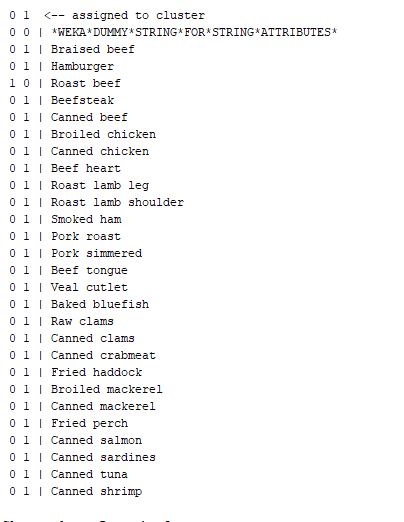 0 1 <-- assigned to cluster
0 0 | *WEKA*DUMMY*STRING*FOR*STRING*ATTRIBUTES*
0 1 | Braised beef
0 1 | Hamburger
1 0 | Roast beef
0 1 | Beefsteak
0 1 | Canned beef
0 1 | Broiled chicken
0 1 | Canned chicken
0 1 | Beef heart
0 1 | Roast lamb leg
0 1 | Roast lamb shoulder
0 1 | Smoked ham
0 1 | Pork roast
0 1 | Pork simmered
0 1 | Beef tongue
0 1 | Veal cutlet
0 1 | Baked bluefish
0 1 | Raw clams
0 1 | Canned clams
0 1 | Canned crabmeat
0 1 | Fried haddock
0 1 | Broiled mackerel
0 1 | Canned mackerel
0 1 | Fried perch
0 1 | Canned salmon
0 1 | Canned sardines
0 1 | Canned tuna
0 1 | Canned shrimp